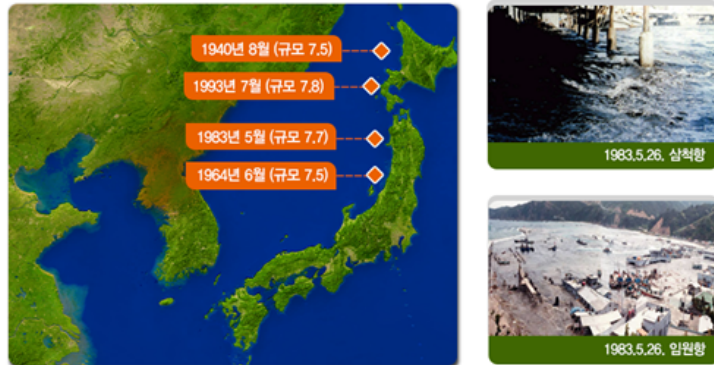 1940년 8월 (규모 7.5)
1993년 7월 (규모 7.8)
1983년 5월 (규모 7.7)
1964년 6월 (규모 7.5)
1983.5.26. 삼척항
1983.5.26. 임원항